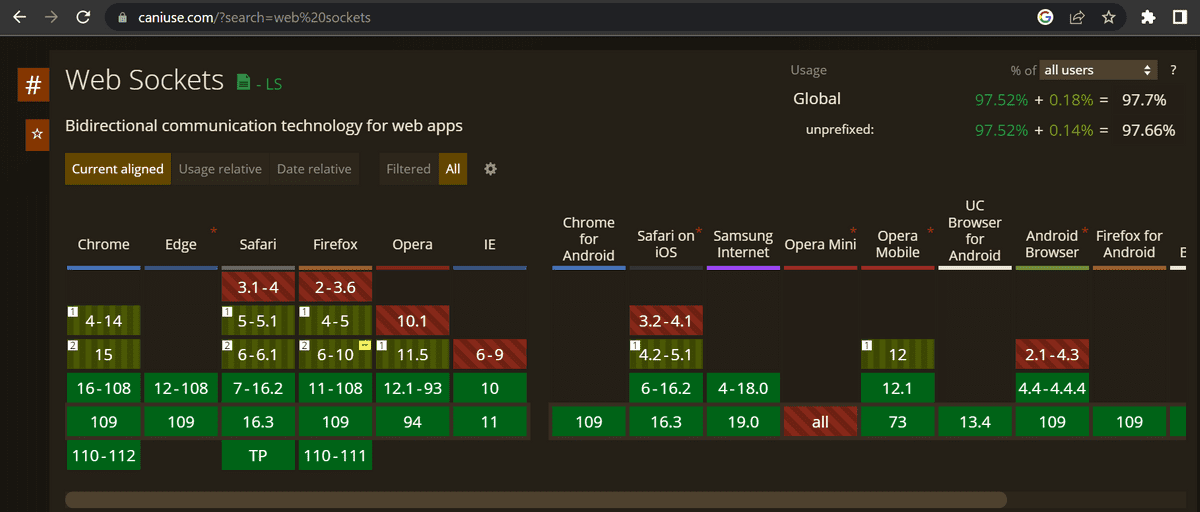 caniuse.com/?search=web%20sockets
#
Web Sockets - LS
Usage % of all users ?
Global 97.52% + 0.18% = 97.7%
unprefixed: 97.52% + 0.14% = 97.66%
Bidirectional communication technology for web apps
Current aligned Usage relative Date relative Filtered All
Chrome Edge * Safari Firefox Opera IE Chrome for Android Safari on iOS * Samsung Internet Opera Mini * Opera Mobile * UC Browser for Android Android Browser * Firefox for Android
3.1-4 2-3.6
1 4-14 1 5-5.1 1 4-5 10.1 3.2-4.1
2 15 2 6-6.1 2 6-10 1 11.5 6-9 1 4.2-5.1 1 12 2.1-4.3
16-108 12-108 7-16.2 11-108 12.1-93 10 6-16.2 4-18.0 12.1 4.4-4.4.4
109 109 16.3 109 94 11 109 16.3 19.0 all 73 13.4 109 109
110-112 TP 110-111